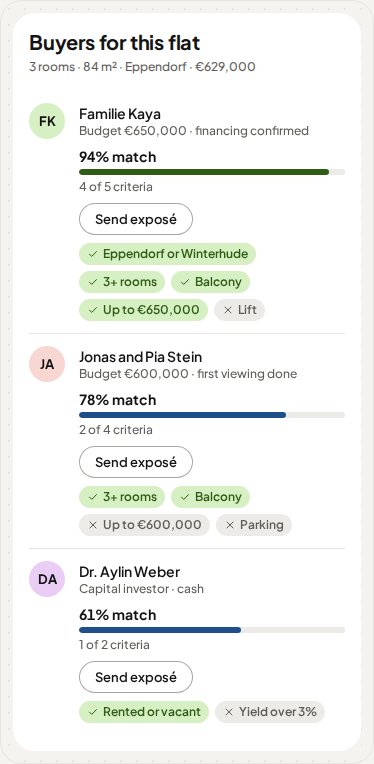 Buyers for this flat
3 rooms · 84 m² · Eppendorf · €629,000
FK
Familie Kaya
Budget €650,000 · financing confirmed
94% match
4 of 5 criteria
Send exposé
Eppendorf or Winterhude
3+ rooms
Balcony
Up to €650,000
Lift
JA
Jonas and Pia Stein
Budget €600,000 · first viewing done
78% match
2 of 4 criteria
Send exposé
3+ rooms
Balcony
Up to €600,000
Parking
DA
Dr. Aylin Weber
Capital investor · cash
61% match
1 of 2 criteria
Send exposé
Rented or vacant
Yield over 3%